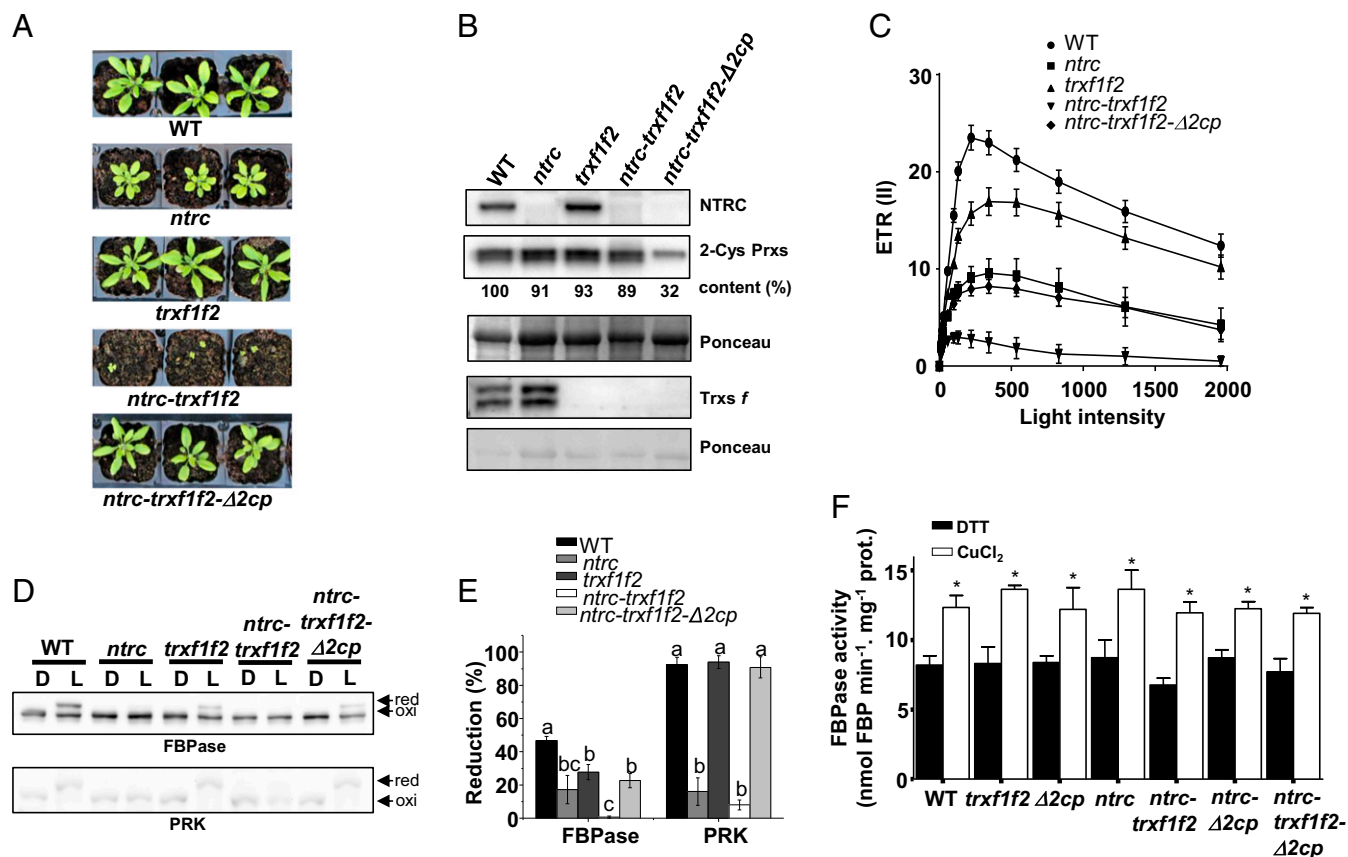 A
WT
ntrc
trxf1f2
ntrc-trxf1f2
ntrc-trxf1f2-Δ2cp
B
WT
ntrc
trxf1f2
ntrc-trxf1f2
ntrc-trxf1f2-Δ2cp
NTRC
2-Cys Prxs
100 91 93 89 32 content (%)
Ponceau
Trxs f
Ponceau
C
WT
ntrc
trxf1f2
ntrc-trxf1f2
ntrc-trxf1f2-Δ2cp
ETR (II)
30
20
10
0
0 500 1000 1500 2000
Light intensity
D
WT ntrc trxf1f2 ntrc-trxf1f2 ntrc-trxf1f2-Δ2cp
D L D L D L D L D L
red
oxi
FBPase
red
oxi
PRK
E
WT
ntrc
trxf1f2
ntrc-trxf1f2
ntrc-trxf1f2-Δ2cp
Reduction (%)
100
80
60
40
20
0
a bc b c b a b a b a
FBPase PRK
F
DTT
CuCl₂
FBPase activity
(nmol FBP min⁻¹. mg⁻¹ prot.)
15
10
5
0
* * * * * * *
WT trxf1f2 Δ2cp ntrc ntrc-trxf1f2 ntrc-Δ2cp ntrc-trxf1f2-Δ2cp